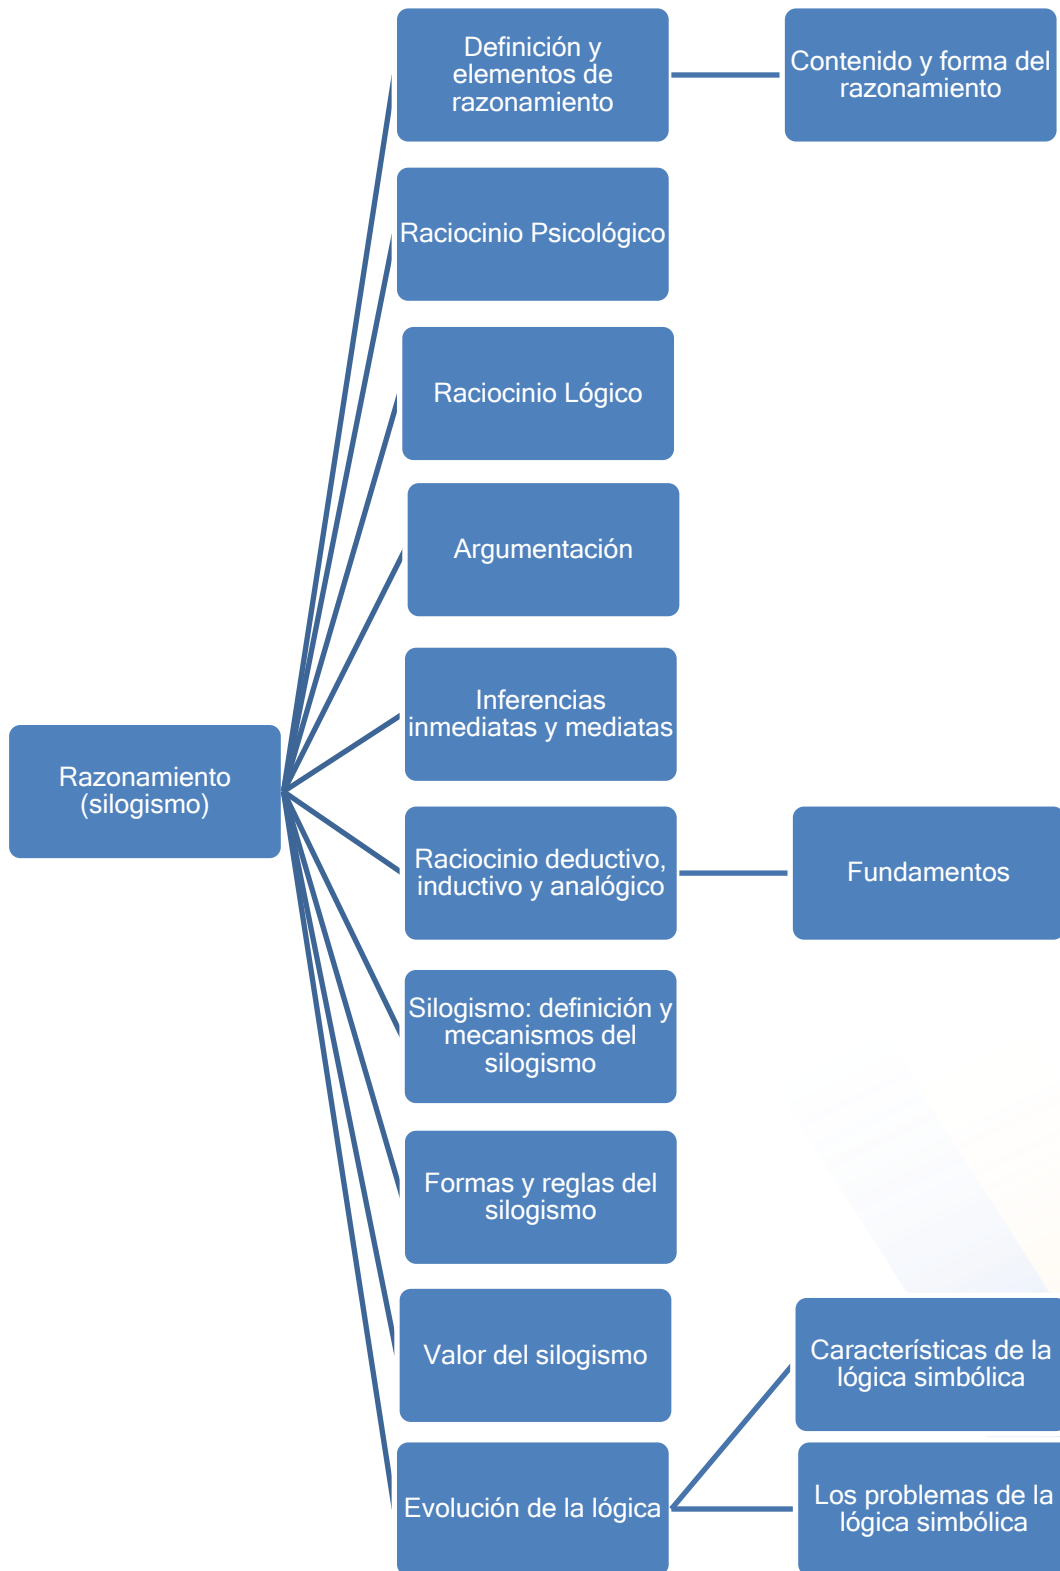 Definición y
elementos de
razonamiento
Contenido y forma del
razonamiento
Raciocinio Psicológico
Raciocinio Lógico
Argumentación
Inferencias
inmediatas y mediatas
Razonamiento
(silogismo)
Raciocinio deductivo,
inductivo y analógico
Fundamentos
Silogismo: definición y
mecanismos del
silogismo
Formas y reglas del
silogismo
Valor del silogismo
Características de la
lógica simbólica
Evolución de la lógica
Los problemas de la
lógica simbólica